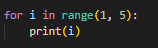 for i in range(1, 5):
    print(i)